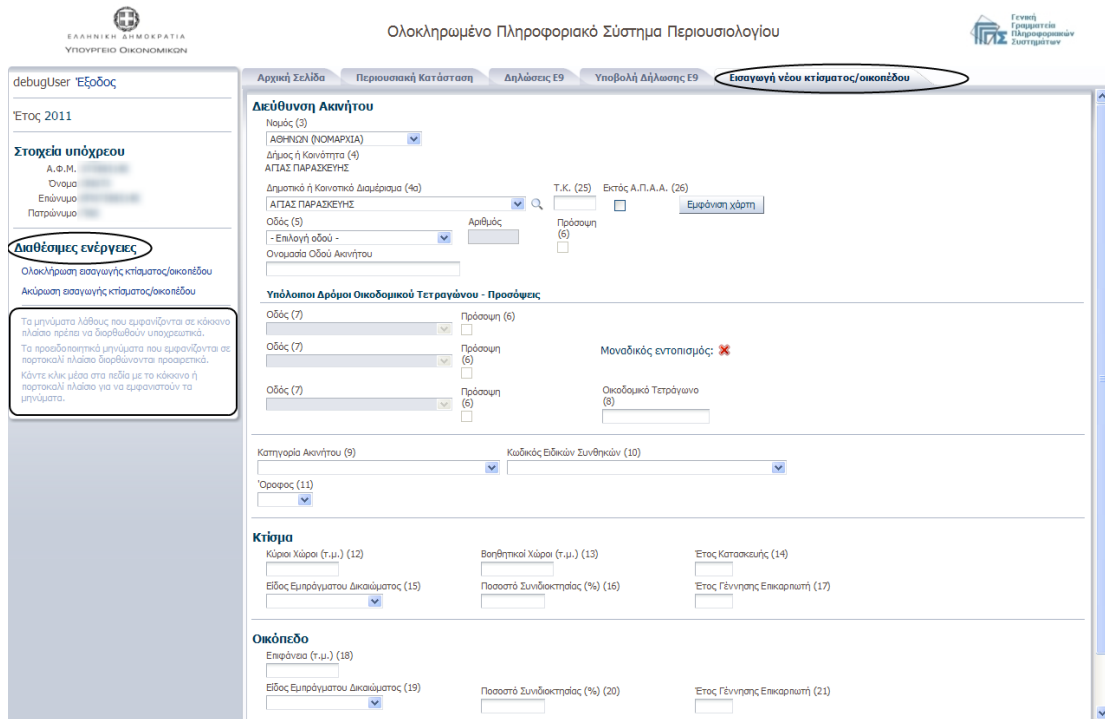 ΕΛΛΗΝΙΚΗ ΔΗΜΟΚΡΑΤΙΑ
ΥΠΟΥΡΓΕΙΟ ΟΙΚΟΝΟΜΙΚΩΝ
Ολοκληρωμένο Πληροφοριακό Σύστημα Περιουσιολογίου
Γενική
Γραμματεία
Πληροφοριακών
Συστημάτων
debugUser Έξοδος
Έτος 2011
Στοιχεία υπόχρεου
Α.Φ.Μ.
Όνομα
Επώνυμο
Πατρώνυμο
Διαθέσιμες ενέργειες
Ολοκλήρωση εισαγωγής κτίσματος/οικοπέδου
Ακύρωση εισαγωγής κτίσματος/οικοπέδου
Τα μηνύματα λάθους που εμφανίζονται σε κόκκινο
πλαίσιο πρέπει να διορθωθούν υποχρεωτικά.
Τα προειδοποιητικά μηνύματα που εμφανίζονται σε
πορτοκαλί πλαίσιο διορθώνονται προαιρετικά.
Κάντε κλικ μέσα στα πεδία με το κόκκινο ή
πορτοκαλί πλαίσιο για να εμφανιστούν τα
μηνύματα.
Αρχική Σελίδα Περιουσιακή Κατάσταση Δηλώσεις Ε9 Υποβολή Δήλωσης Ε9 Εισαγωγή νέου κτίσματος/οικοπέδου
Διεύθυνση Ακινήτου
Νομός (3)
ΑΘΗΝΩΝ (ΝΟΜΑΡΧΙΑ)
Δήμος ή Κοινότητα (4)
ΑΓΙΑΣ ΠΑΡΑΣΚΕΥΗΣ
Δημοτικό ή Κοινοτικό Διαμέρισμα (4α) Τ.Κ. (25) Εκτός Α.Π.Α.Α. (26)
ΑΓΙΑΣ ΠΑΡΑΣΚΕΥΗΣ Εμφάνιση χάρτη
Οδός (5) Αριθμός Πρόσοψη
(6)
- Επιλογή οδού -
Ονομασία Οδού Ακινήτου
Υπόλοιποι Δρόμοι Οικοδομικού Τετραγώνου - Προσόψεις
Οδός (7) Πρόσοψη (6)
Οδός (7) Πρόσοψη
(6) Μοναδικός εντοπισμός:
Οδός (7) Πρόσοψη
(6) Οικοδομικό Τετράγωνο
(8)
Κατηγορία Ακινήτου (9) Κωδικός Ειδικών Συνθηκών (10)
Όροφος (11)
Κτίσμα
Κύριοι Χώροι (τ.μ.) (12) Βοηθητικοί Χώροι (τ.μ.) (13) Έτος Κατασκευής (14)
Είδος Εμπράγματου Δικαιώματος (15) Ποσοστό Συνιδιοκτησίας (%) (16) Έτος Γέννησης Επικαρπωτή (17)
Οικόπεδο
Επιφάνεια (τ.μ.) (18)
Είδος Εμπράγματου Δικαιώματος (19) Ποσοστό Συνιδιοκτησίας (%) (20) Έτος Γέννησης Επικαρπωτή (21)